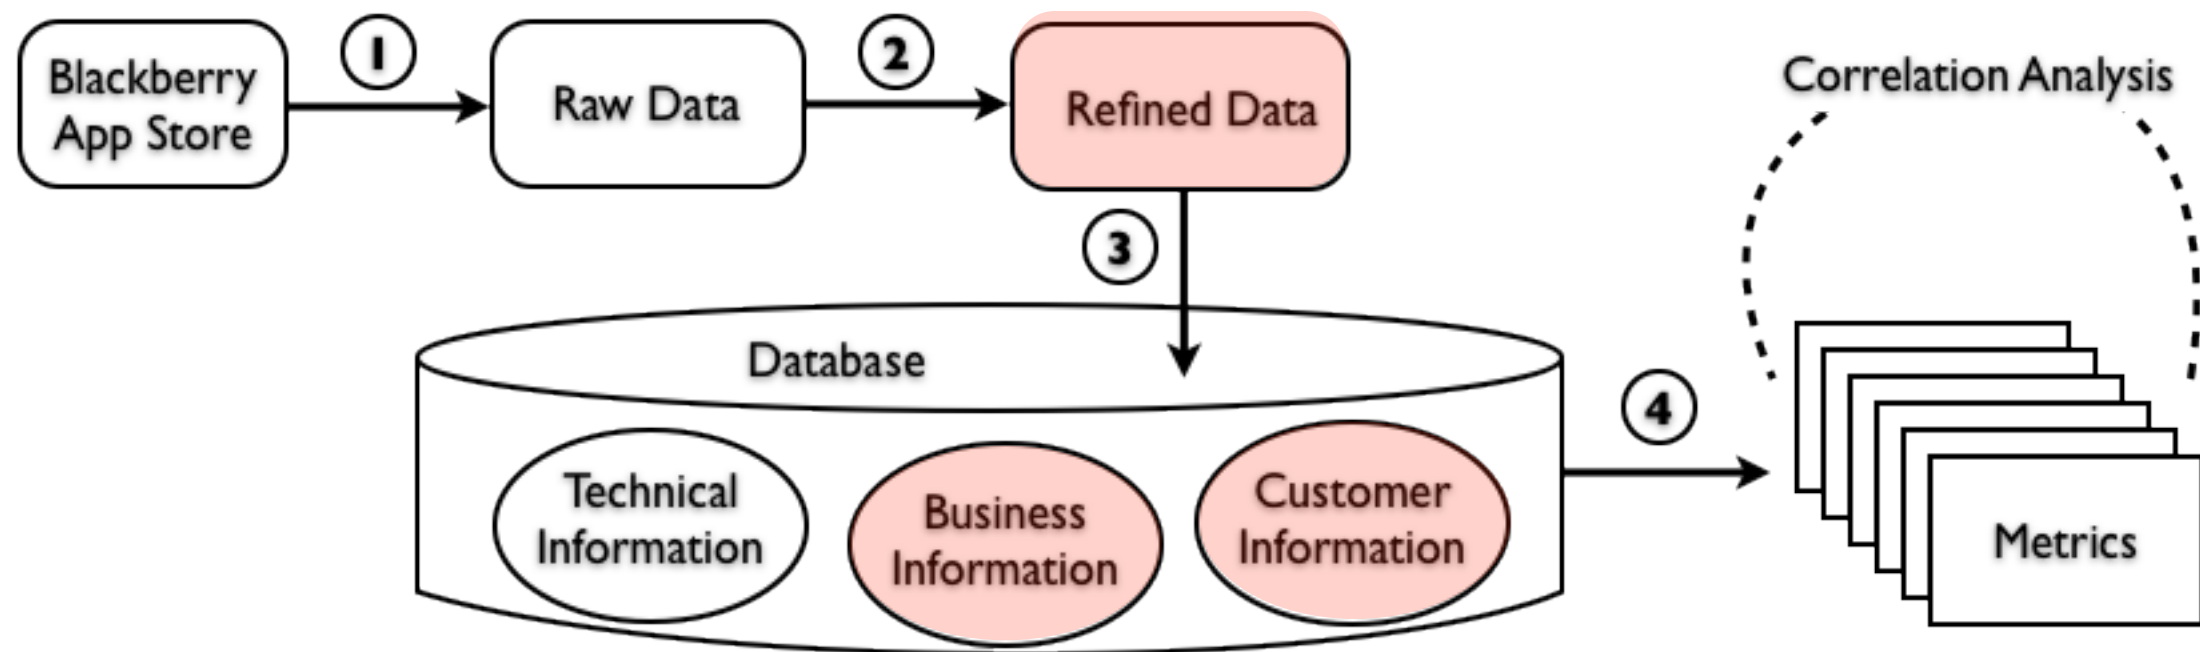 Blackberry
App Store
1
Raw Data
2
Refined Data
Correlation Analysis
3
Database
4
Technical
Information
Business
Information
Customer
Information
Metrics